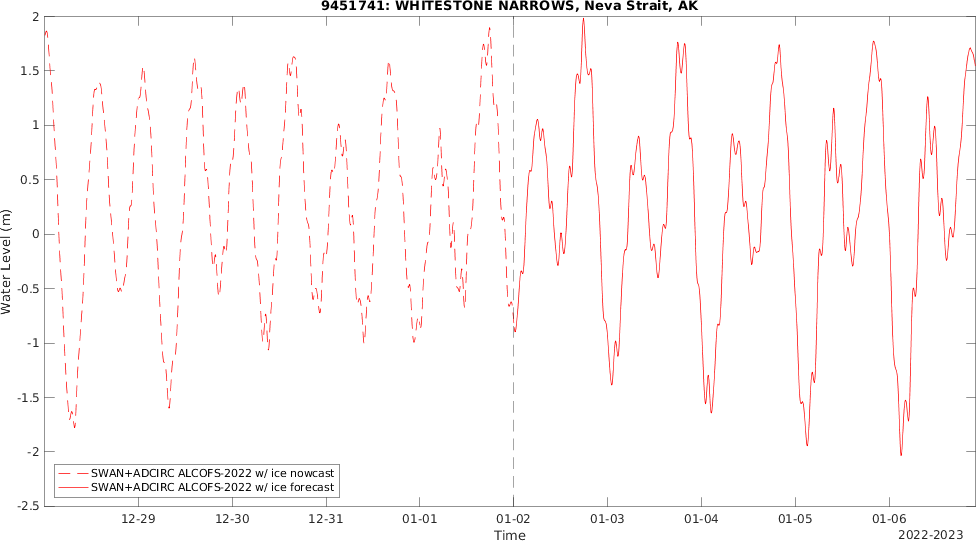 9451741: WHITESTONE NARROWS, Neva Strait, AK
Water Level (m)
2
1.5
1
0.5
0
-0.5
-1
-1.5
-2
-2.5
SWAN+ADCIRC ALCOFS-2022 w/ ice nowcast
SWAN+ADCIRC ALCOFS-2022 w/ ice forecast
12-29 12-30 12-31 01-01 01-02 01-03 01-04 01-05 01-06
Time
2022-2023